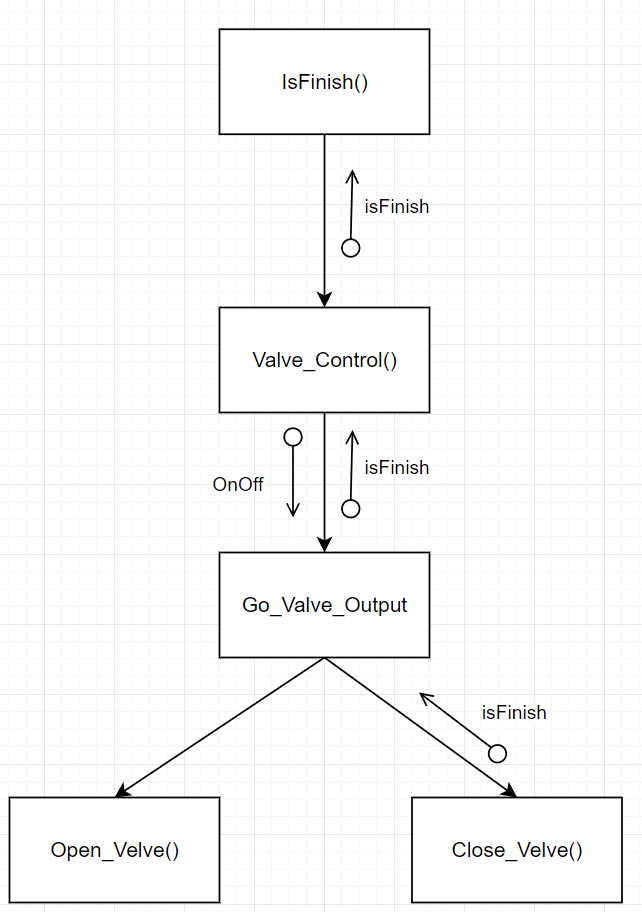 IsFinish()
isFinish
Valve_Control()
OnOff
isFinish
Go_Valve_Output
isFinish
Open_Velve()
Close_Velve()